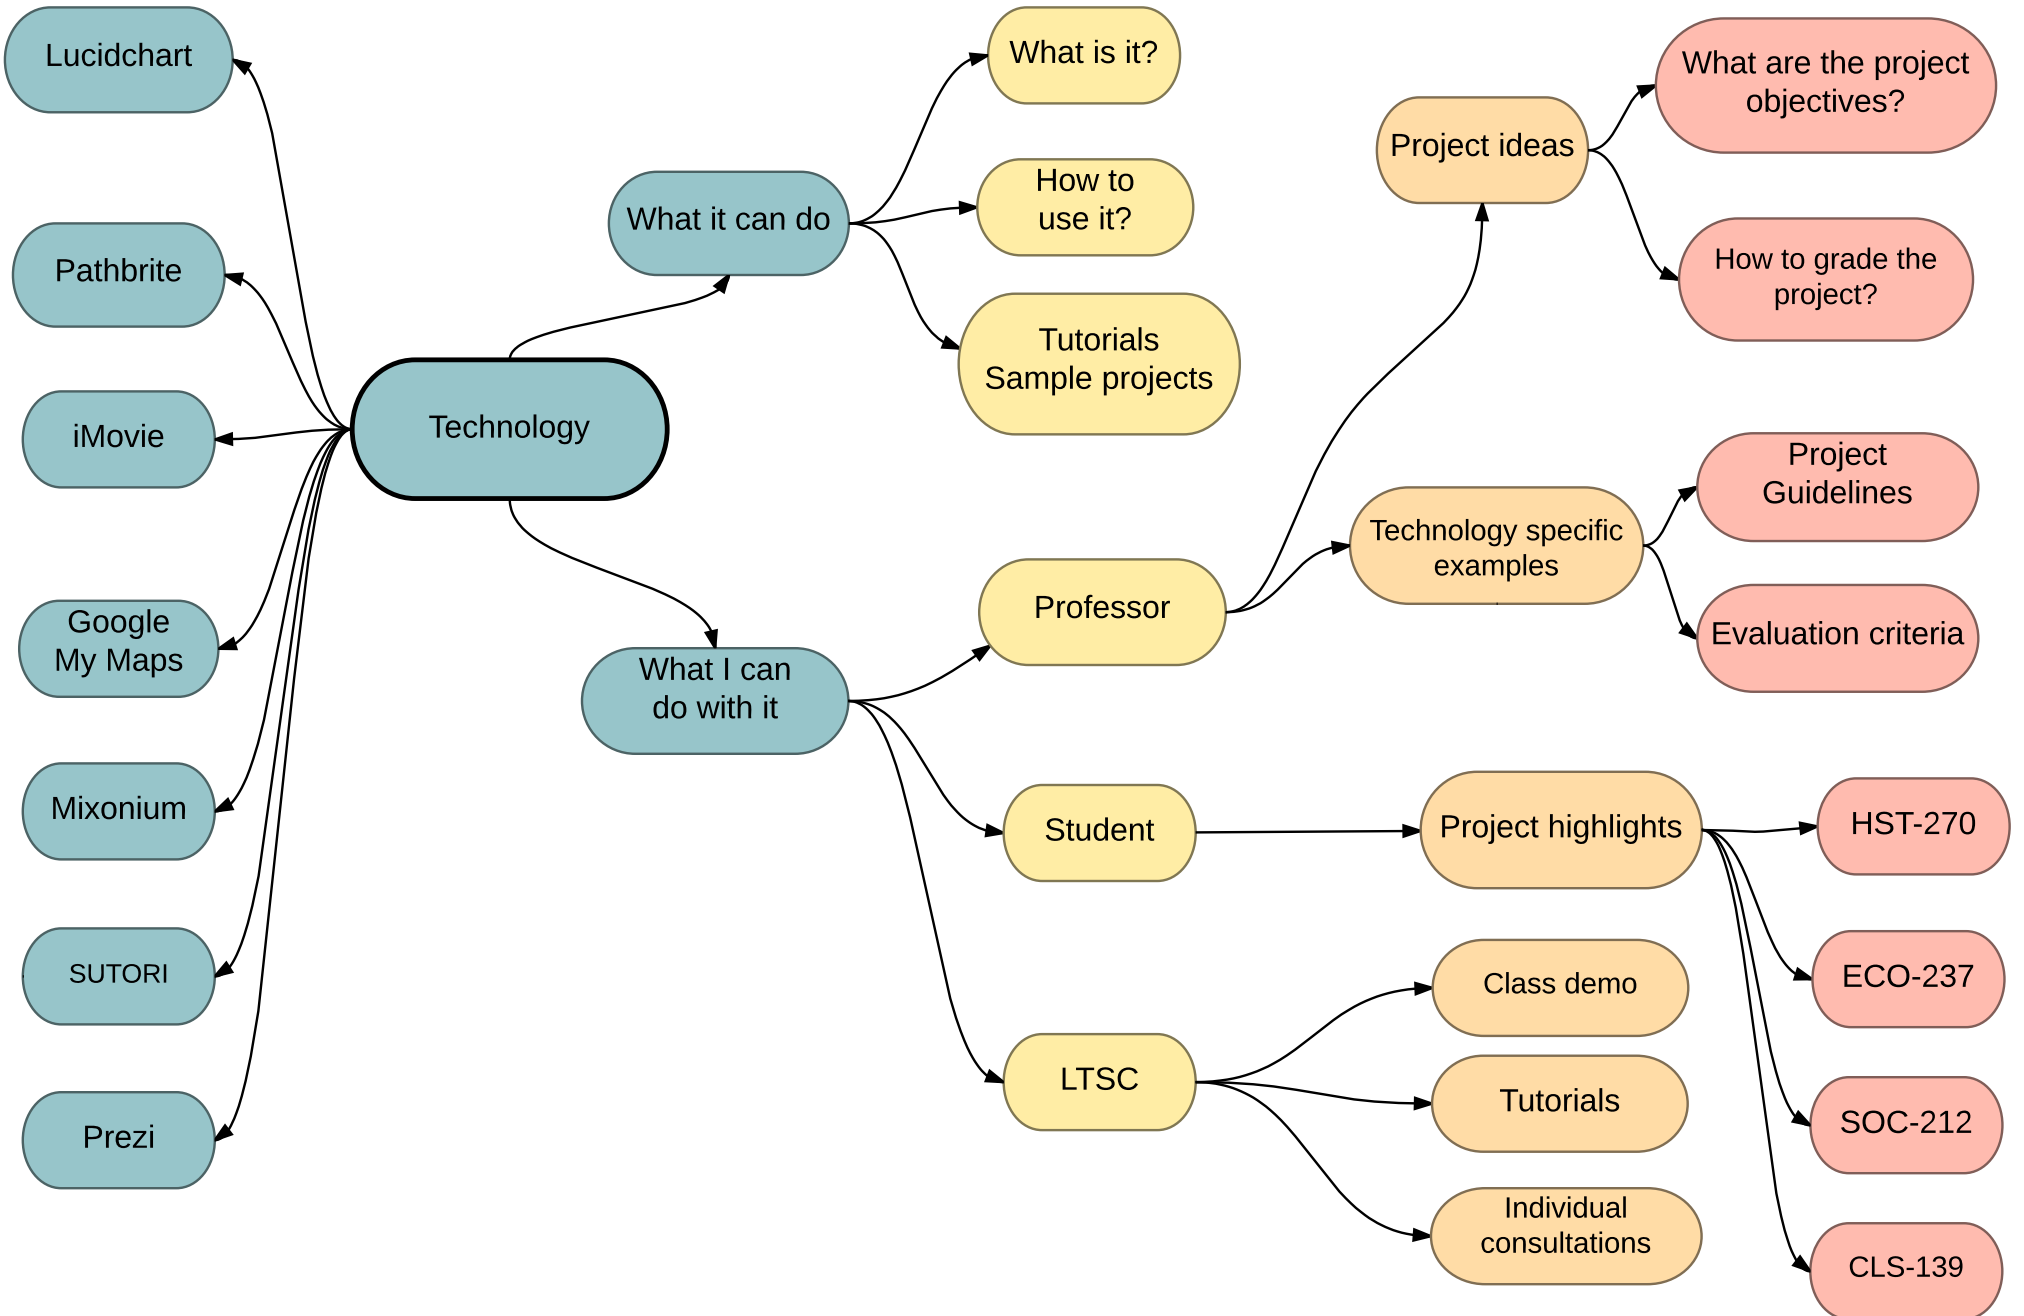 Lucidchart
Pathbrite
iMovie
Google
My Maps
Mixonium
SUTORI
Prezi
Technology
What it can do
What I can
do with it
What is it?
How to
use it?
Tutorials
Sample projects
Professor
Student
LTSC
Project ideas
Technology specific
examples
Project highlights
Class demo
Tutorials
Individual
consultations
What are the project
objectives?
How to grade the
project?
Project
Guidelines
Evaluation criteria
HST-270
ECO-237
SOC-212
CLS-139